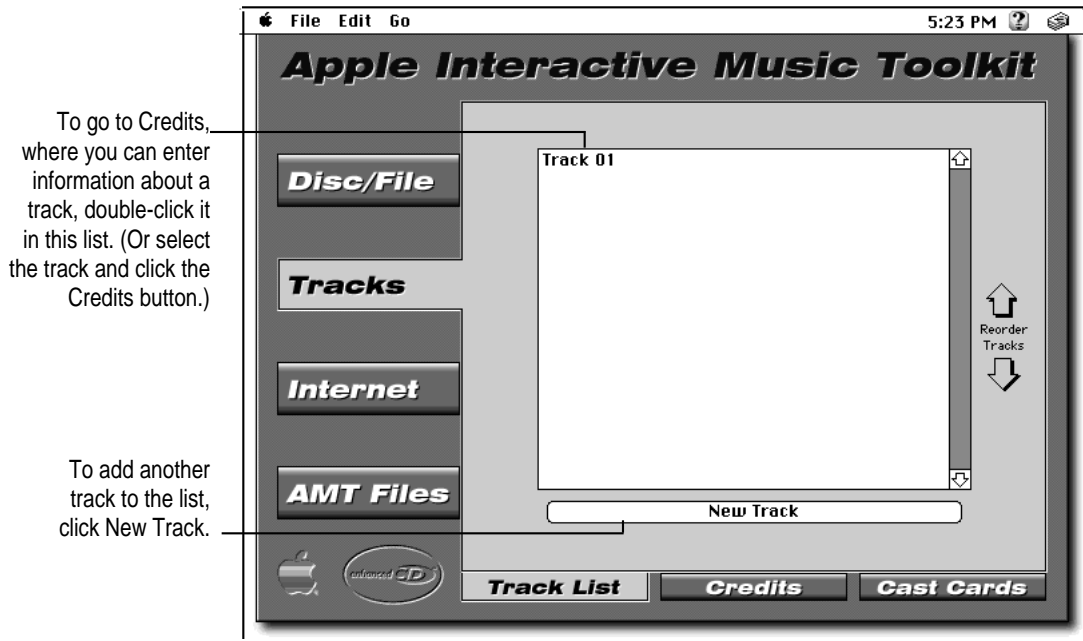 File Edit Go
5:23 PM
Apple Interactive Music Toolkit
To go to Credits,
where you can enter
information about a
track, double-click it
in this list. (Or select
the track and click the
Credits button.)
Disc/File
Track 01
Tracks
Reorder
Tracks
Internet
To add another
track to the list,
click New Track.
AMT Files
New Track
enhanced CD
Track List
Credits
Cast Cards